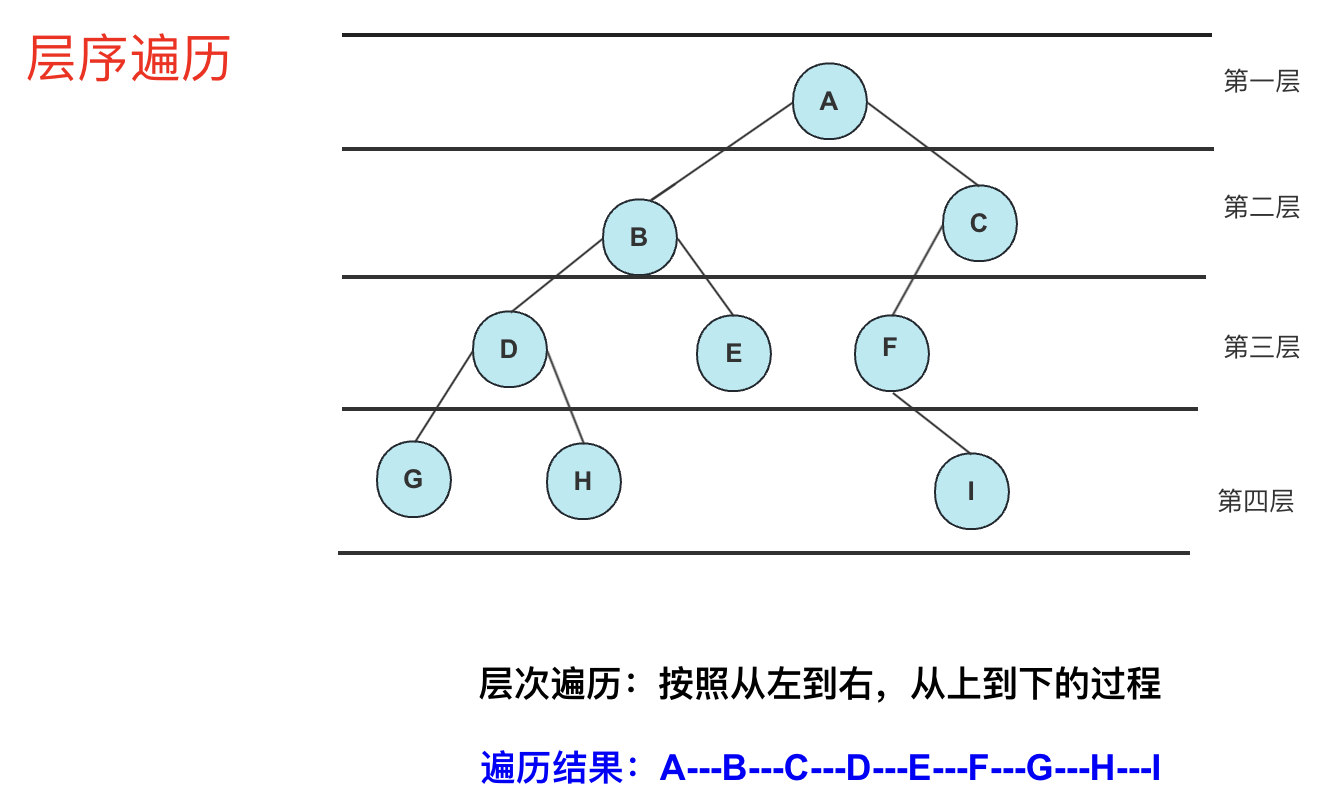 层序遍历
第一层
A
第二层
B
C
第三层
D
E
F
第四层
G
H
I
层次遍历：按照从左到右，从上到下的过程
遍历结果：A---B---C---D---E---F---G---H---I